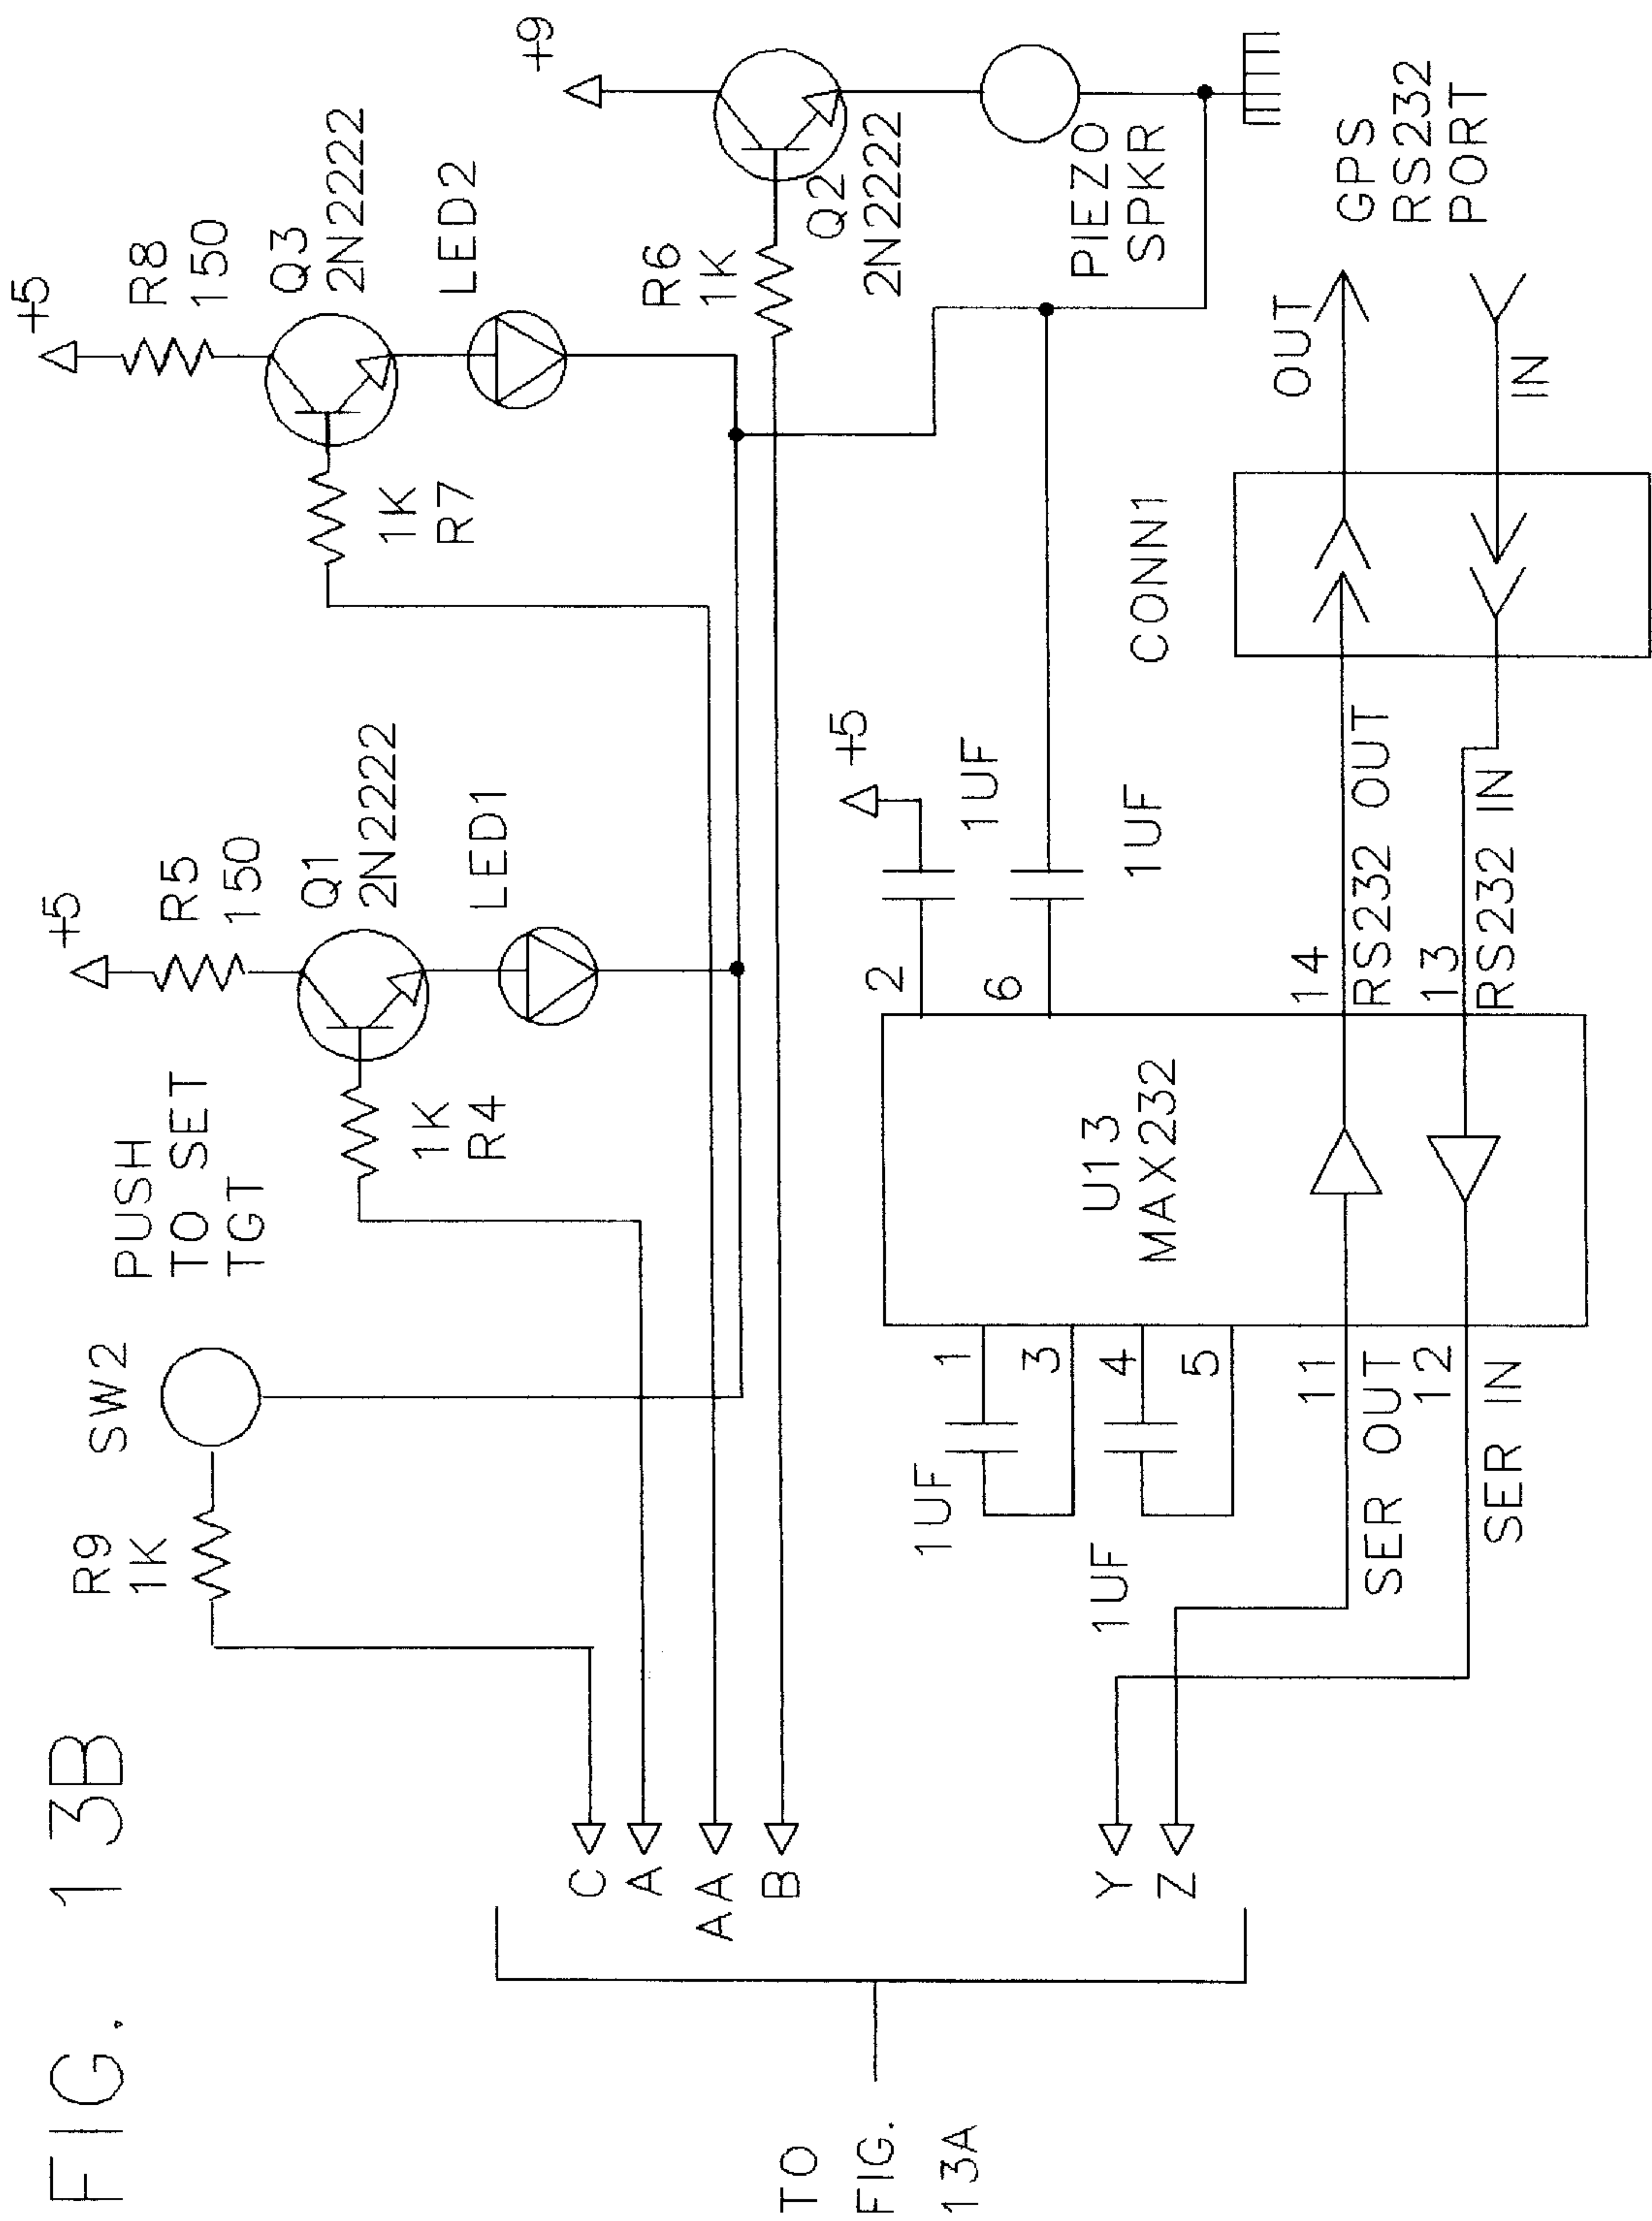 FIG. 13B
+5
R8
150
Q3
2N2222
LED2
+9
+5
R5
150
Q1
2N2222
LED1
PUSH
TO SET
TGT
SW2
R9
1K
1K
R4
1K
R7
R6
1K
Q2
2N2222
PIEZO
SPKR
C
A
AA
B
Y
Z
TO
FIG.
13A
+5
1UF
1UF
2
6
U13
MAX232
1
3
4
5
1UF
1UF
11
SER OUT
12
SER IN
14
RS232 OUT
13
RS232 IN
CONN1
OUT
IN
GPS
RS232
PORT